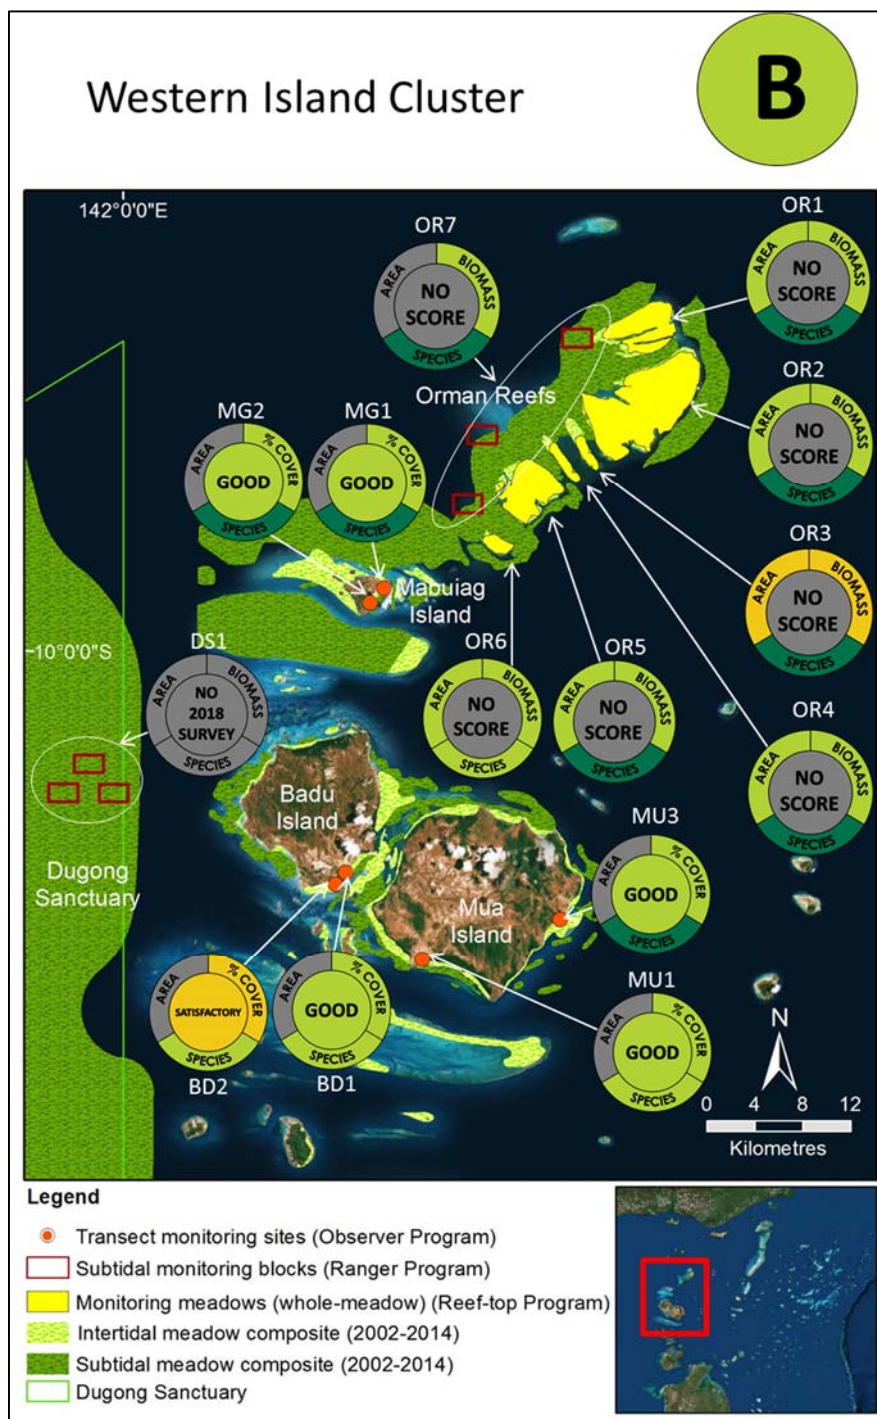 Western Island Cluster
B
142°0'0"E
OR7
AREA
BIOMASS
NO
SCORE
SPECIES
OR1
AREA
BIOMASS
NO
SCORE
SPECIES
Orman Reefs
OR2
AREA
BIOMASS
NO
SCORE
SPECIES
MG2
AREA
% COVER
GOOD
SPECIES
MG1
AREA
% COVER
GOOD
SPECIES
OR3
AREA
BIOMASS
NO
SCORE
SPECIES
Mabuiag
Island
10°0'0"S
DS1
AREA
BIOMASS
NO
2018
SURVEY
SPECIES
OR6
AREA
BIOMASS
NO
SCORE
SPECIES
OR5
AREA
BIOMASS
NO
SCORE
SPECIES
OR4
AREA
BIOMASS
NO
SCORE
SPECIES
Badu
Island
Dugong
Sanctuary
Mua
Island
MU3
AREA
% COVER
GOOD
SPECIES
AREA
% COVER
SATISFACTORY
SPECIES
BD2
AREA
% COVER
GOOD
SPECIES
BD1
MU1
AREA
% COVER
GOOD
SPECIES
N
0 4 8 12
Kilometres
Legend
Transect monitoring sites (Observer Program)
Subtidal monitoring blocks (Ranger Program)
Monitoring meadows (whole-meadow) (Reef-top Program)
Intertidal meadow composite (2002-2014)
Subtidal meadow composite (2002-2014)
Dugong Sanctuary